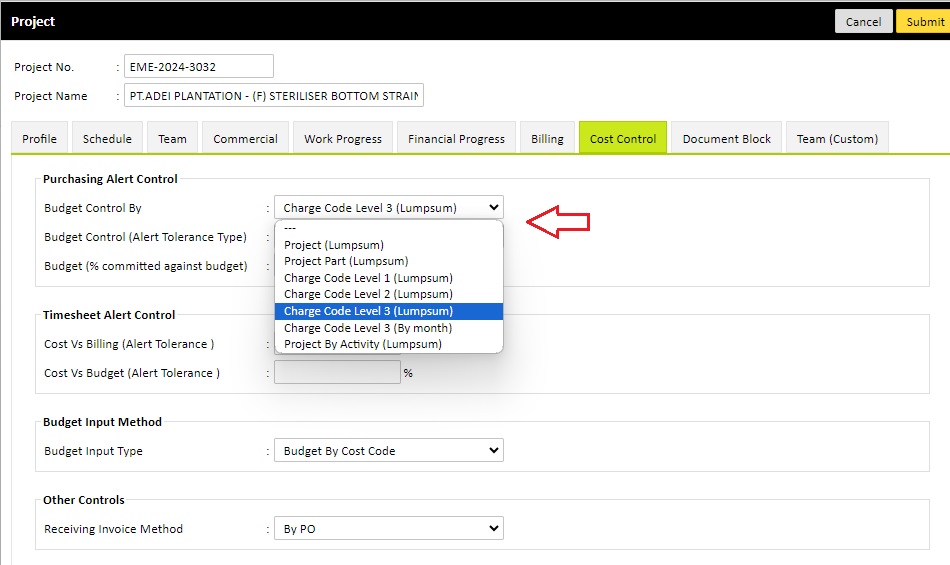 Project
Cancel
Submit
Project No. : EME-2024-3032
Project Name : PT.ADEI PLANTATION - (F) STERILISER BOTTOM STRAIN
Profile
Schedule
Team
Commercial
Work Progress
Financial Progress
Billing
Cost Control
Document Block
Team (Custom)
Purchasing Alert Control
Budget Control By : Charge Code Level 3 (Lumpsum)
Budget Control (Alert Tolerance Type) :
Budget (% committed against budget) :
---
Project (Lumpsum)
Project Part (Lumpsum)
Charge Code Level 1 (Lumpsum)
Charge Code Level 2 (Lumpsum)
Charge Code Level 3 (Lumpsum)
Charge Code Level 3 (By month)
Project By Activity (Lumpsum)
Timesheet Alert Control
Cost Vs Billing (Alert Tolerance ) :
Cost Vs Budget (Alert Tolerance ) : %
Budget Input Method
Budget Input Type : Budget By Cost Code
Other Controls
Receiving Invoice Method : By PO